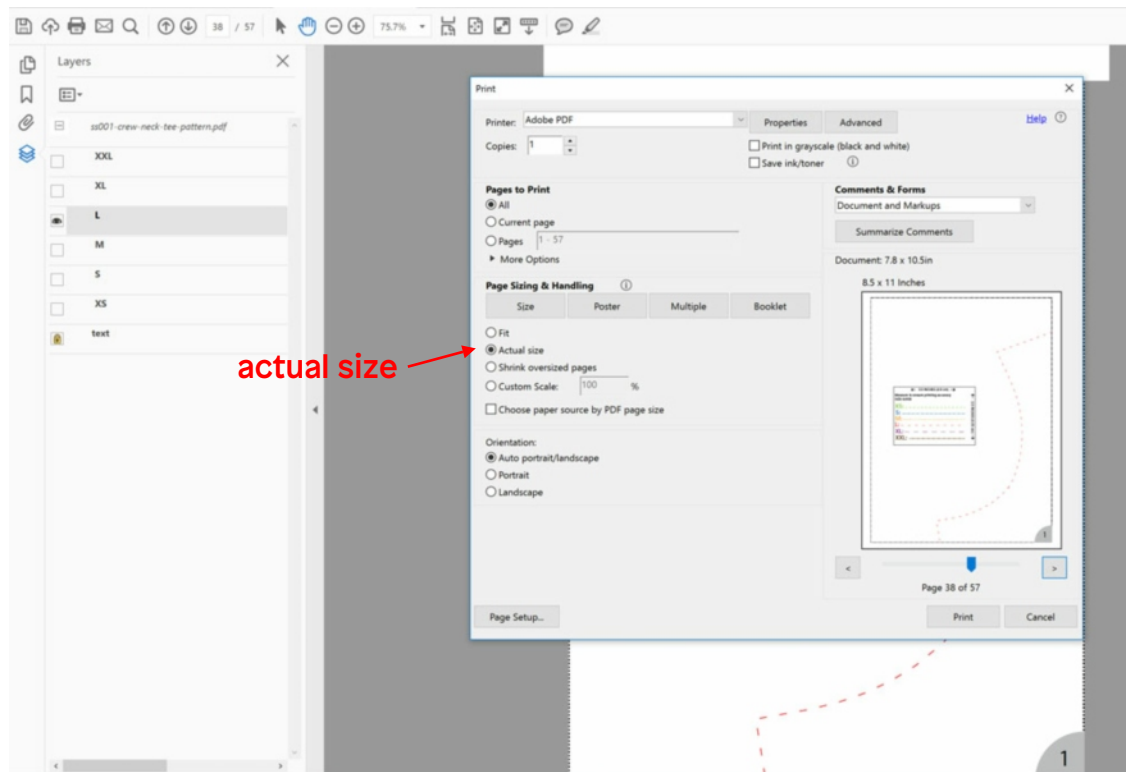 38 / 57
75.7%
Layers
ss001-crew-neck-tee-pattern.pdf
XXL
XL
L
M
S
XS
text
actual size
Print
Printer: Adobe PDF
Properties
Advanced
Help
Copies: 1
Print in grayscale (black and white)
Save ink/toner
Pages to Print
All
Current page
Pages 1 - 57
More Options
Page Sizing & Handling
Size
Poster
Multiple
Booklet
Fit
Actual size
Shrink oversized pages
Custom Scale: 100 %
Choose paper source by PDF page size
Orientation:
Auto portrait/landscape
Portrait
Landscape
Comments & Forms
Document and Markups
Summarize Comments
Document: 7.8 x 10.5in
8.5 x 11 Inches
1
<
>
Page 38 of 57
Page Setup...
Print
Cancel
1